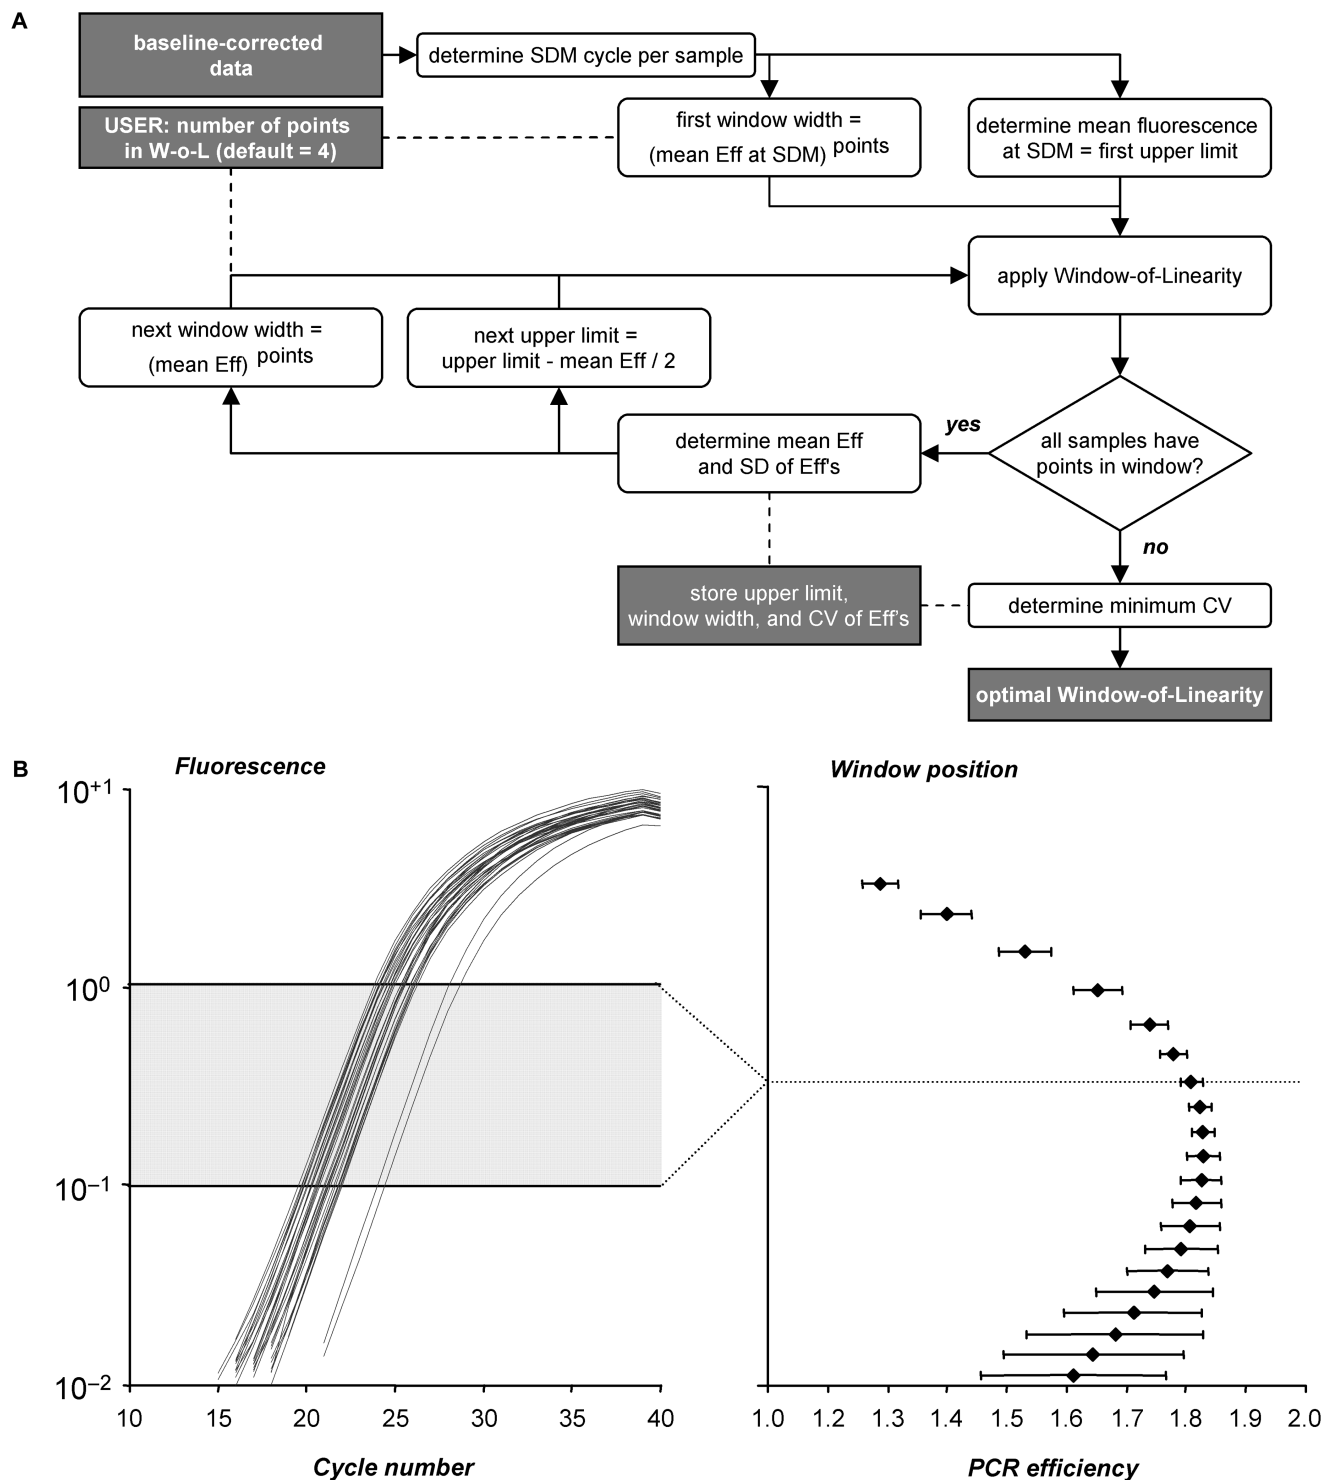 A
baseline-corrected
data
determine SDM cycle per sample
USER: number of points
in W-o-L (default = 4)
first window width =
(mean Eff at SDM) points
determine mean fluorescence
at SDM = first upper limit
apply Window-of-Linearity
next window width =
(mean Eff) points
next upper limit =
upper limit - mean Eff / 2
determine mean Eff
and SD of Eff's
yes
all samples have
points in window?
no
store upper limit,
window width, and CV of Eff's
determine minimum CV
optimal Window-of-Linearity
B
Fluorescence
10+1
100
10−1
10−2
10 15 20 25 30 35 40
Cycle number
Window position
1.0 1.2 1.3 1.4 1.5 1.6 1.7 1.8 1.9 2.0
PCR efficiency